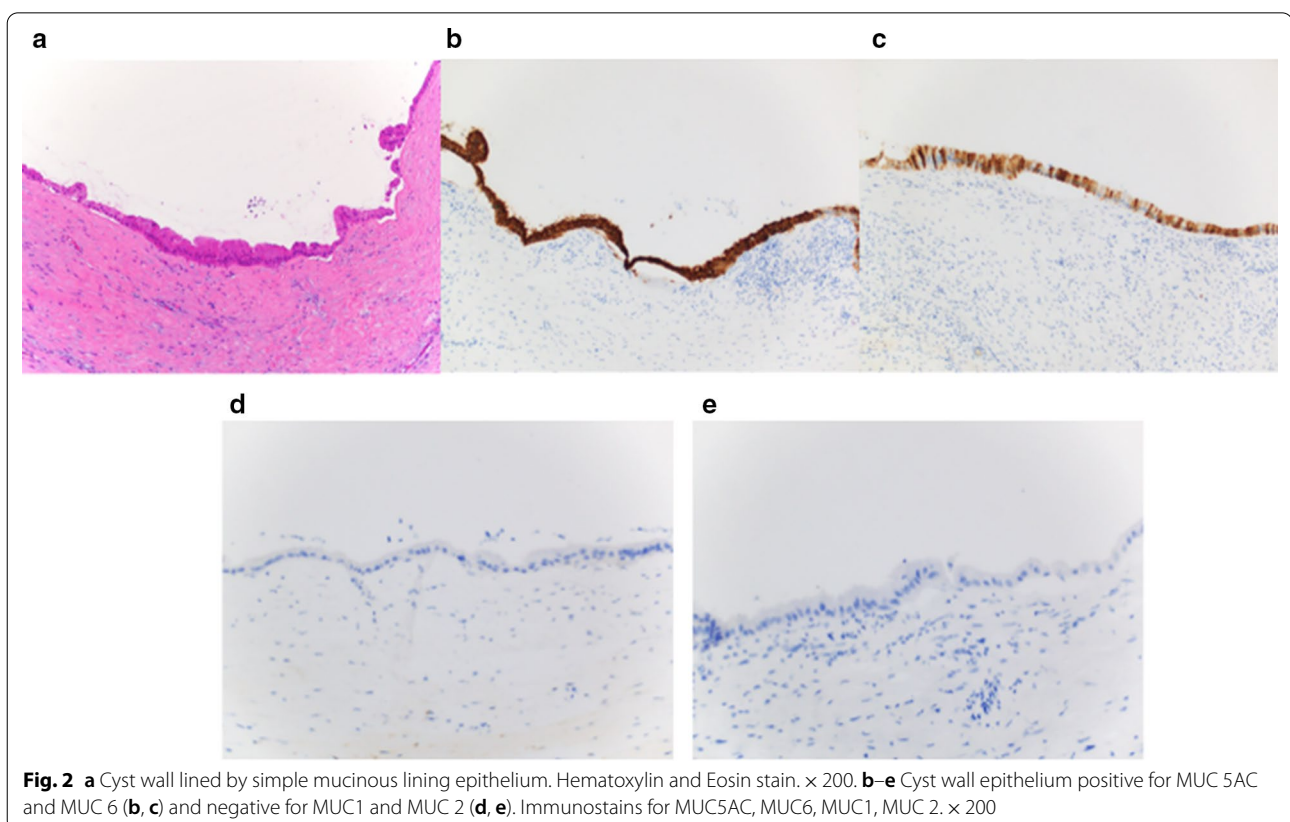 a
b
c
d
e
Fig. 2 a Cyst wall lined by simple mucinous lining epithelium. Hematoxylin and Eosin stain. × 200. b–e Cyst wall epithelium positive for MUC 5AC
and MUC 6 (b, c) and negative for MUC1 and MUC 2 (d, e). Immunostains for MUC5AC, MUC6, MUC1, MUC 2. × 200